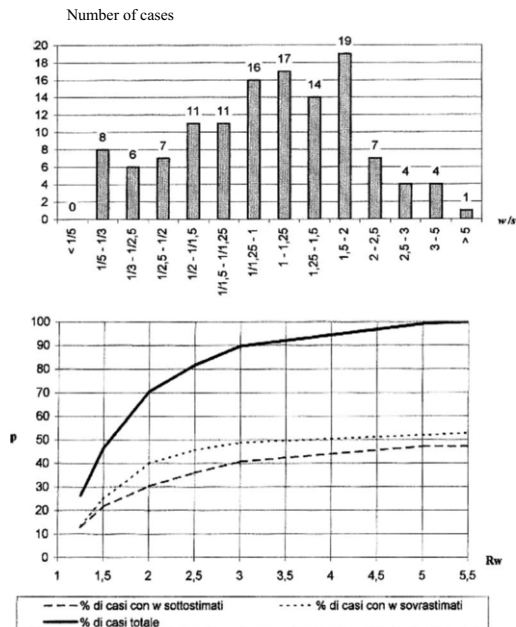 Number of cases
20
18
16
14
12
10
8
6
4
2
0
0
8
6
7
11
11
16
17
14
19
7
4
4
1
w/s
< 1/5
1/5 - 1/3
1/3 - 1/2,5
1/2,5 - 1/2
1/2 - 1/1,5
1/1,5 - 1/1,25
1/1,25 - 1
1 - 1,25
1,25 - 1,5
1,5 - 2
2 - 2,5
2,5 - 3
3 - 5
> 5
100
90
80
70
60
50
40
30
20
10
0
p
Rw
1 1,5 2 2,5 3 3,5 4 4,5 5 5,5
% di casi con w sottostimati
% di casi con w sovrastimati
% di casi totale